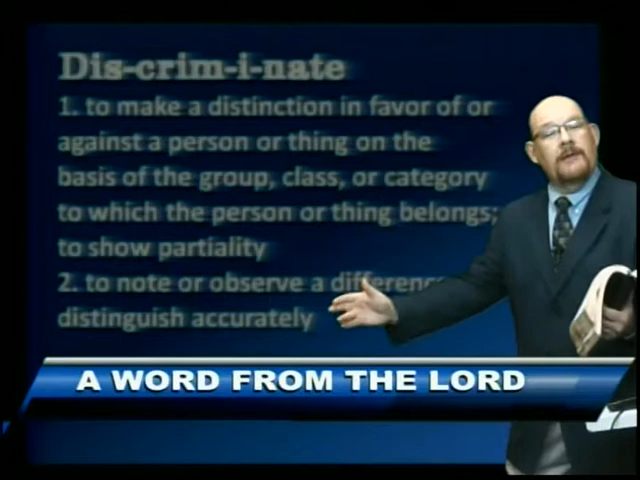 Dis-crim-i-nate
1. to make a distinction in favor of or
against a person or thing on the
basis of the group, class, or category
to which the person or thing belongs;
to show partiality
2. to note or observe a differenc
distinguish accurately
A WORD FROM THE LORD